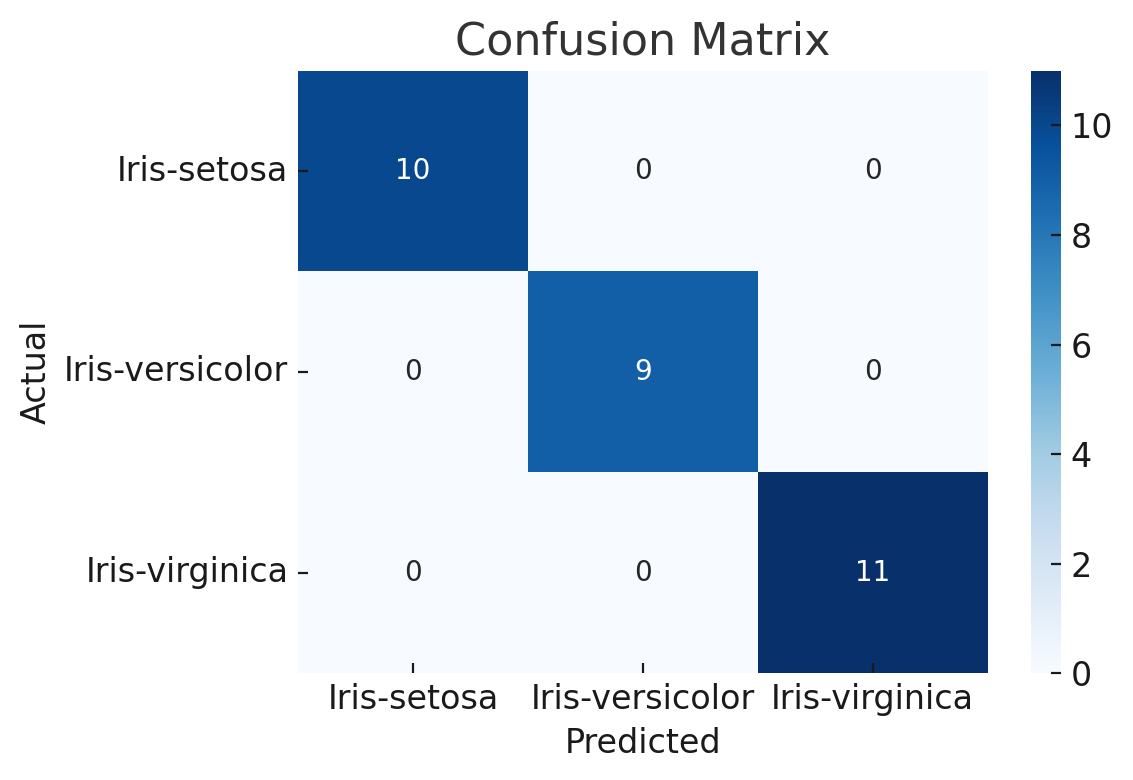 Confusion Matrix
Iris-setosa 10 0 0
Actual
Iris-versicolor 0 9 0
Iris-virginica 0 0 11
Iris-setosa Iris-versicolor Iris-virginica
Predicted
10
8
6
4
2
0